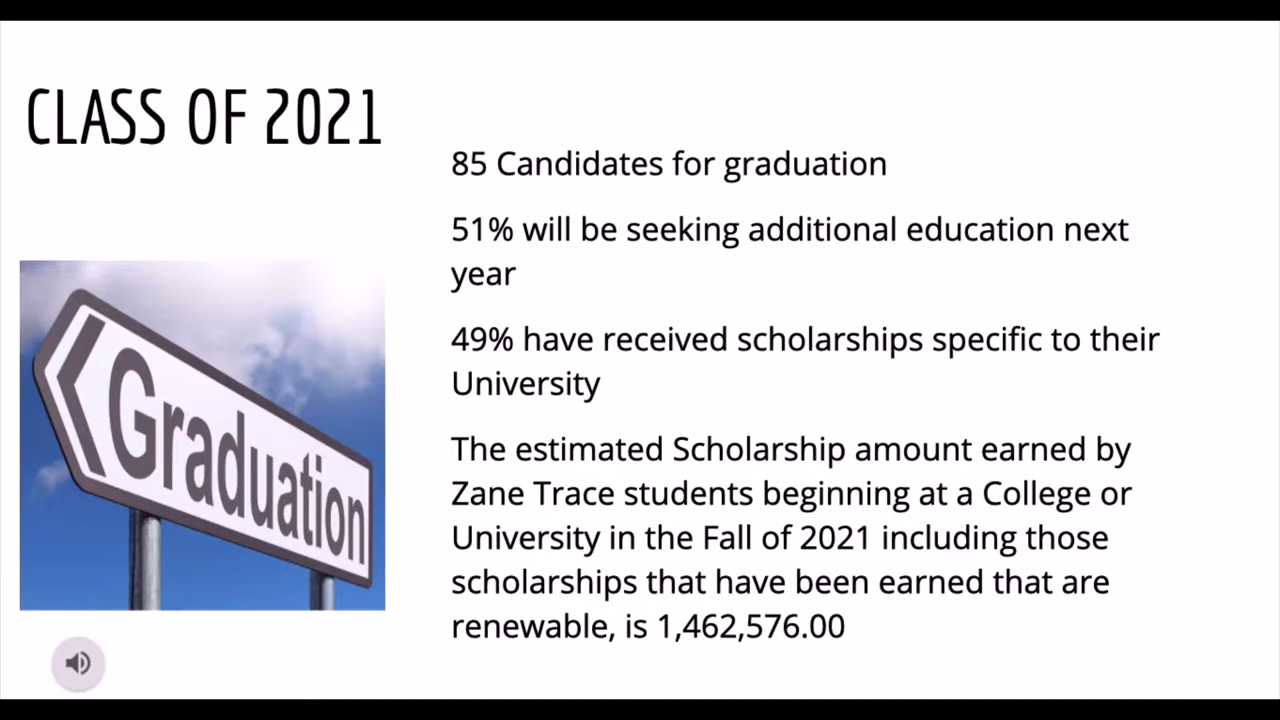 CLASS OF 2021
85 Candidates for graduation
51% will be seeking additional education next
year
49% have received scholarships specific to their
University
The estimated Scholarship amount earned by
Zane Trace students beginning at a College or
University in the Fall of 2021 including those
scholarships that have been earned that are
renewable, is 1,462,576.00
Graduation